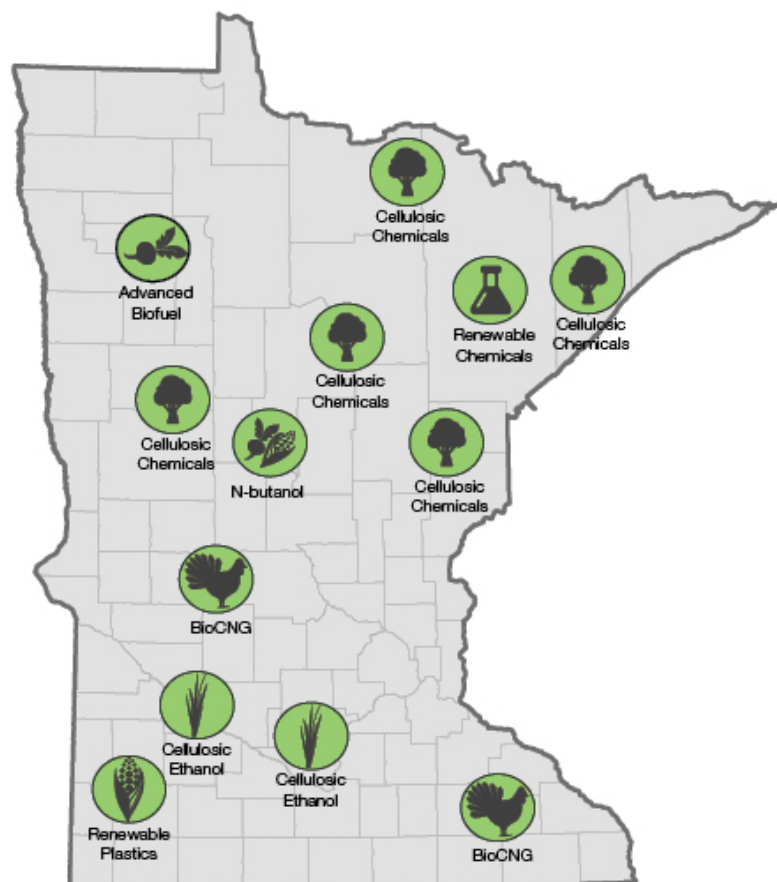 Cellulosic
Chemicals
Advanced
Biofuel
Renewable
Chemicals
Cellulosic
Chemicals
Cellulosic
Chemicals
Cellulosic
Chemicals
N-butanol
Cellulosic
Chemicals
BioCNG
Cellulosic
Ethanol
Cellulosic
Ethanol
Renewable
Plastics
BioCNG